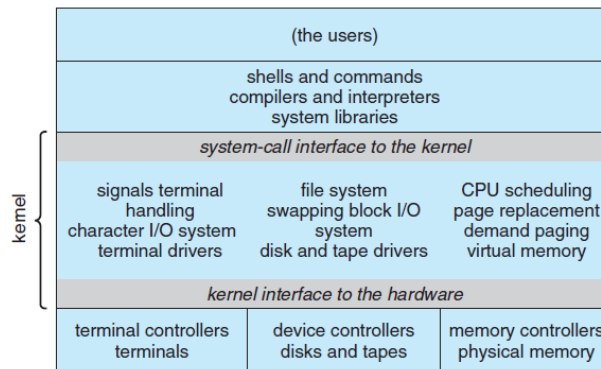 (the users)
shells and commands
compilers and interpreters
system libraries
kernel
system-call interface to the kernel
signals terminal
handling
character I/O system
terminal drivers
file system
swapping block I/O
system
disk and tape drivers
CPU scheduling
page replacement
demand paging
virtual memory
kernel interface to the hardware
terminal controllers
terminals
device controllers
disks and tapes
memory controllers
physical memory